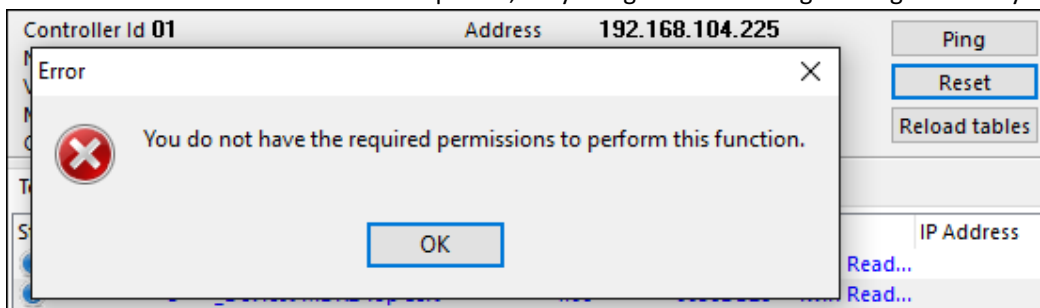 Controller Id 01 Address 192.168.104.225 Ping
Error
Reset
You do not have the required permissions to perform this function.
Reload tables
OK
IP Address
Read...
Read...